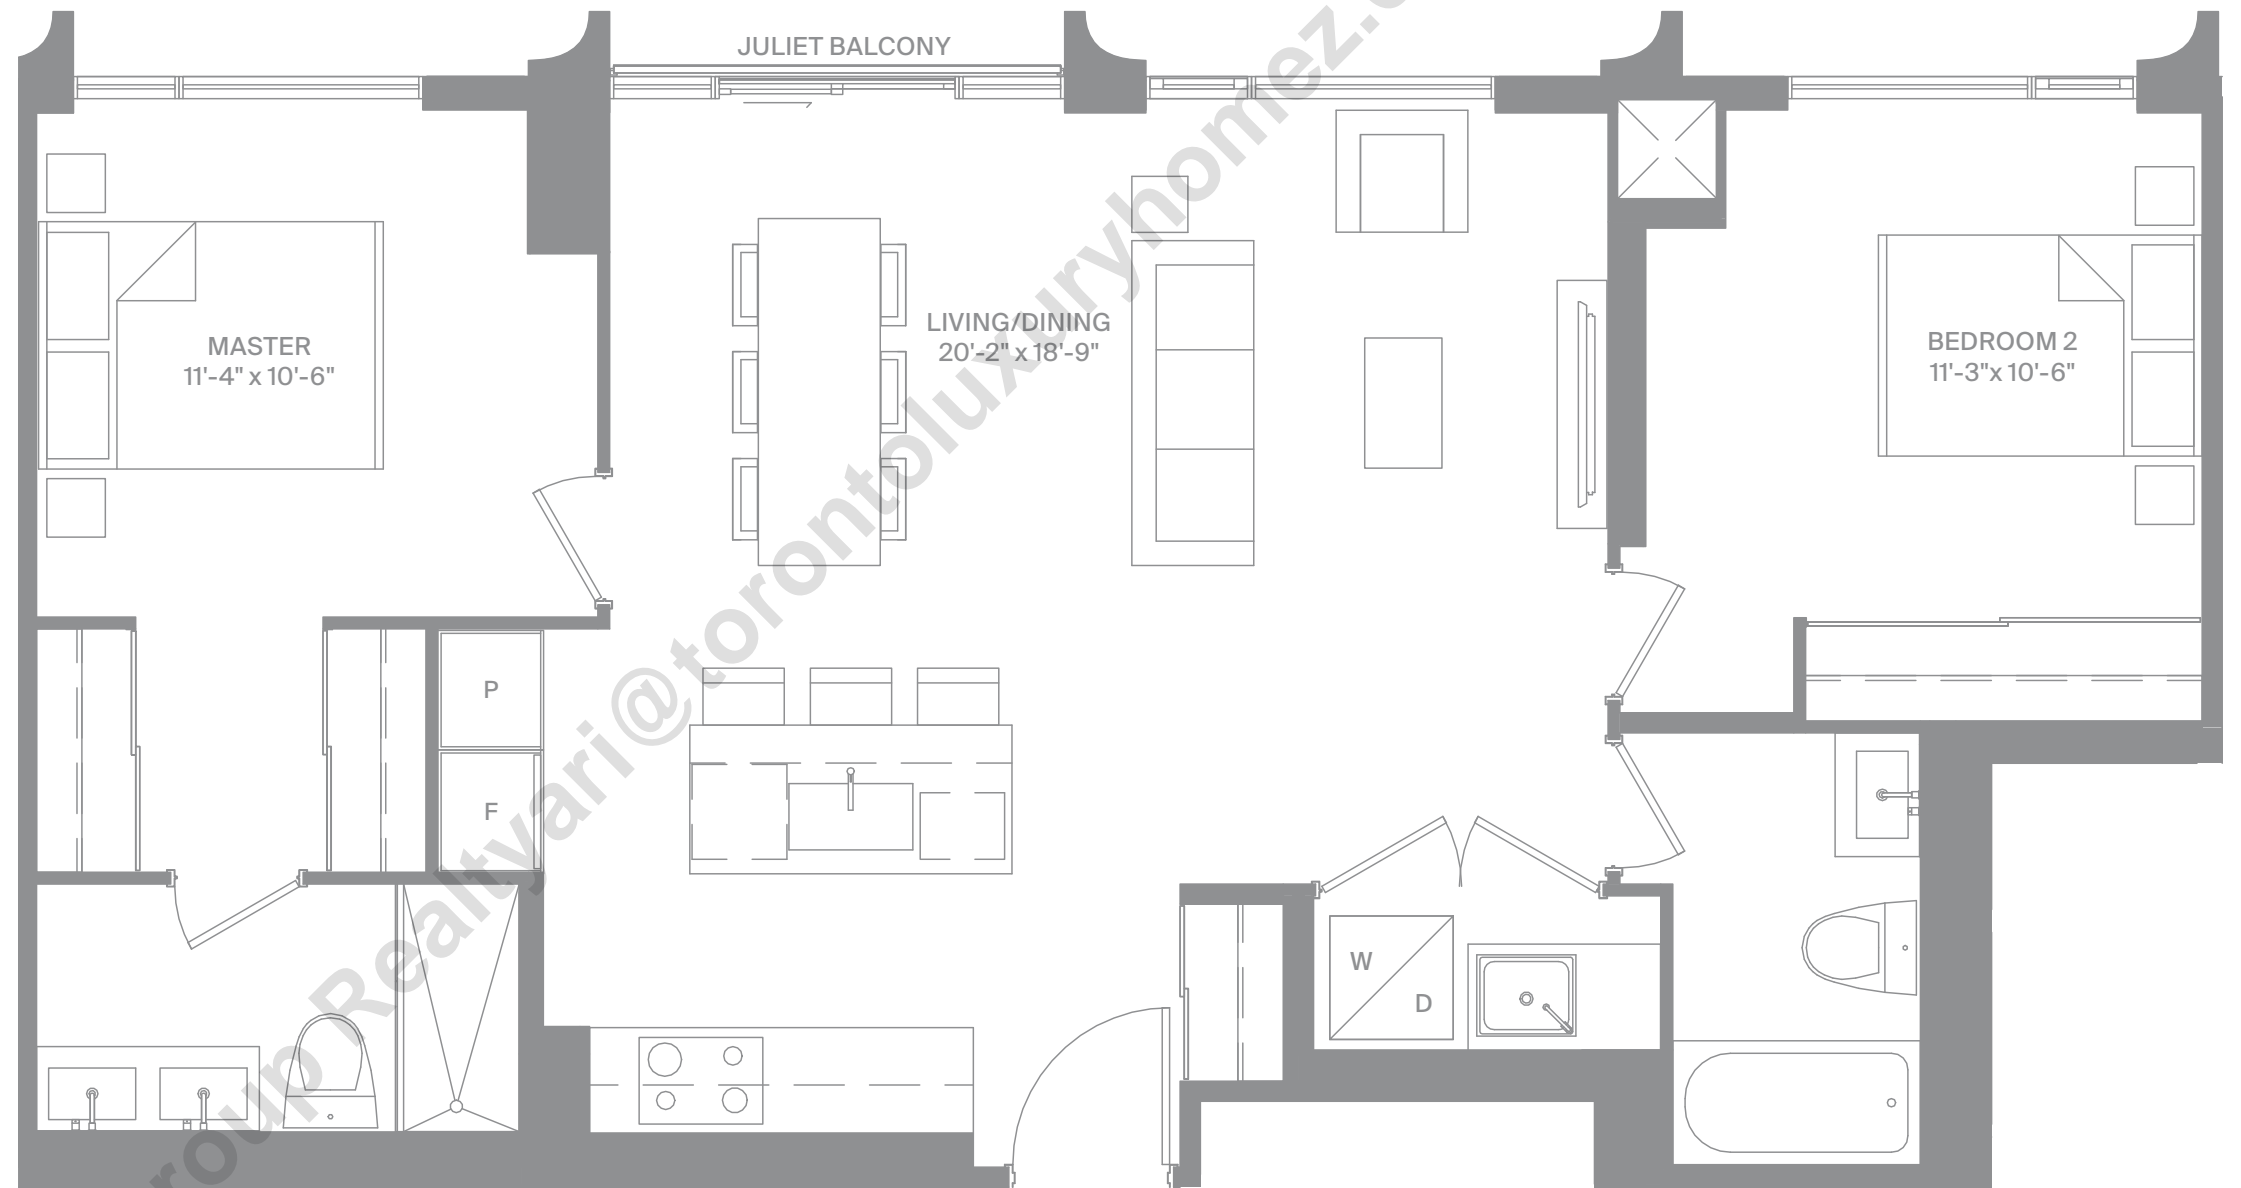 JULIET BALCONY
MASTER
11'-4" x 10'-6"
LIVING/DINING
20'-2" x 18'-9"
BEDROOM 2
11'-3"x 10'-6"
P
F
W
D
roup Realtyari@torontoluxuryhomez.c